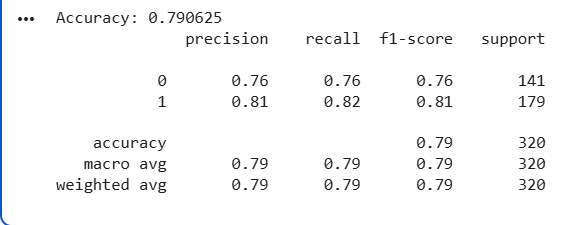 ••• Accuracy: 0.790625
precision recall f1-score support
0 0.76 0.76 0.76 141
1 0.81 0.82 0.81 179
accuracy 0.79 320
macro avg 0.79 0.79 0.79 320
weighted avg 0.79 0.79 0.79 320